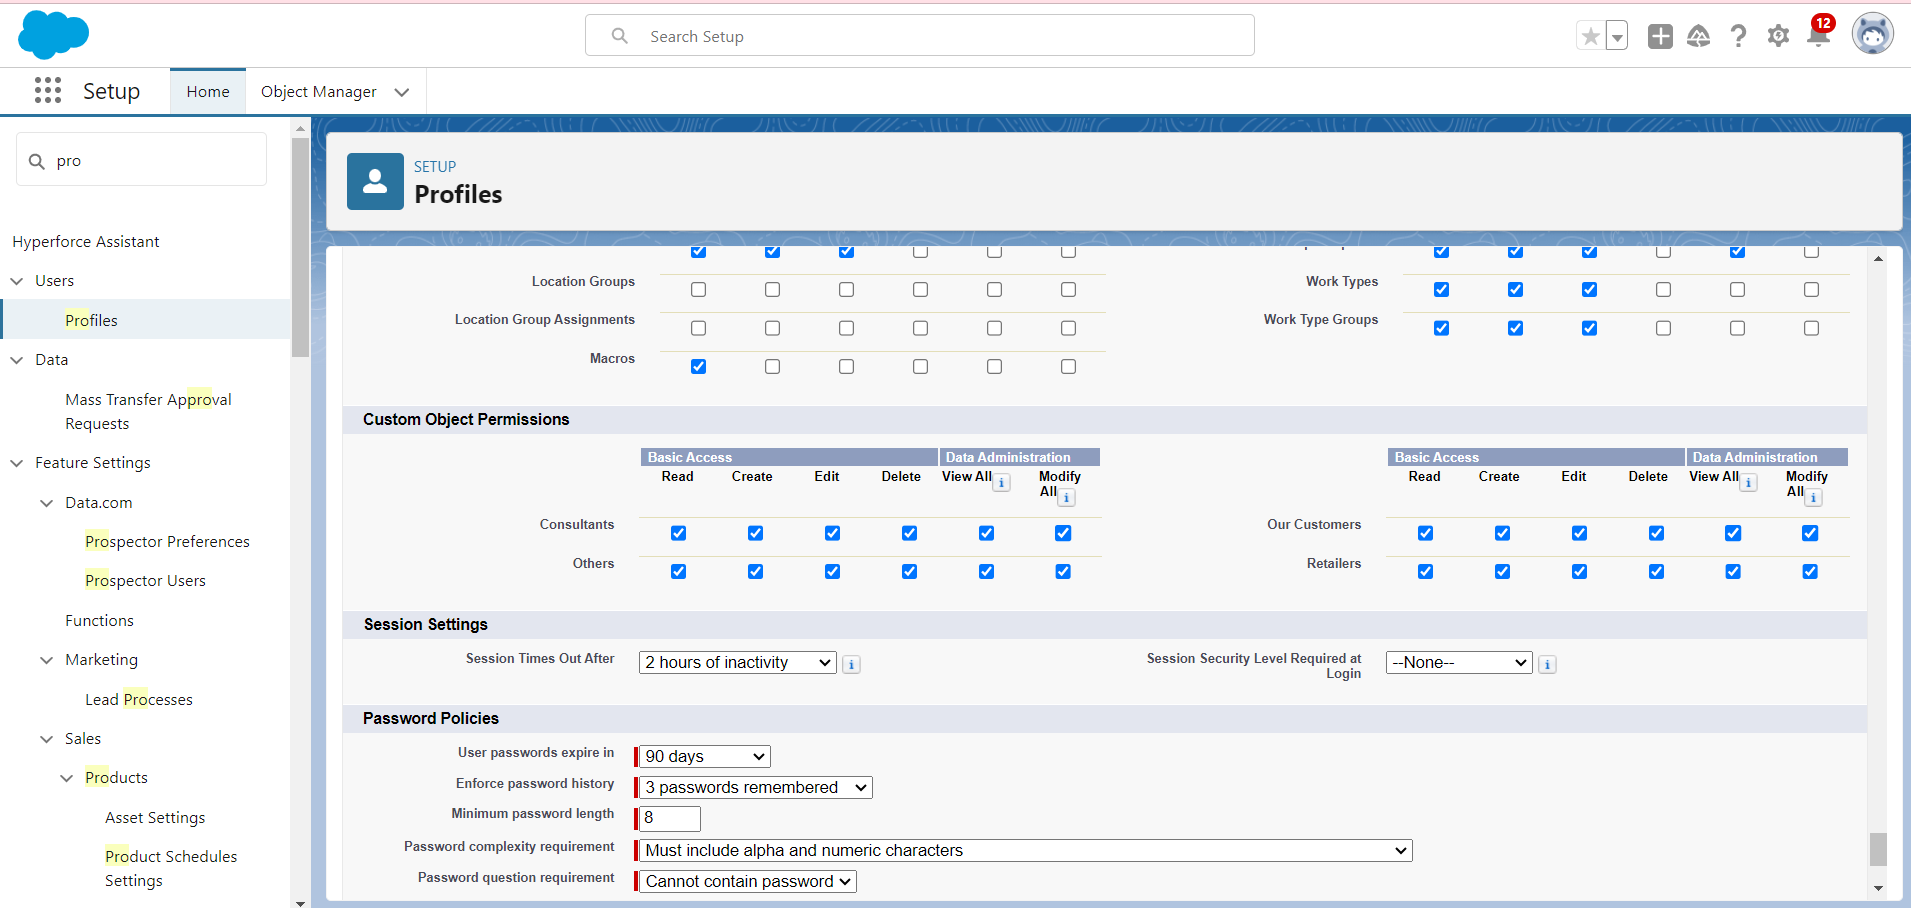 Search Setup
12
Setup
Home
Object Manager
pro
SETUP
Profiles
Hyperforce Assistant
Users
Profiles
Data
Mass Transfer Approval
Requests
Feature Settings
Data.com
Prospector Preferences
Prospector Users
Functions
Marketing
Lead Processes
Sales
Products
Asset Settings
Product Schedules
Settings
Location Groups
Work Types
Location Group Assignments
Work Type Groups
Macros
Custom Object Permissions
Basic Access
Data Administration
Basic Access
Data Administration
Read
Create
Edit
Delete
View All
Modify
All
Read
Create
Edit
Delete
View All
Modify
All
Consultants
Our Customers
Others
Retailers
Session Settings
Session Times Out After
2 hours of inactivity
Session Security Level Required at
Login
--None--
Password Policies
User passwords expire in
90 days
Enforce password history
3 passwords remembered
Minimum password length
8
Password complexity requirement
Must include alpha and numeric characters
Password question requirement
Cannot contain password